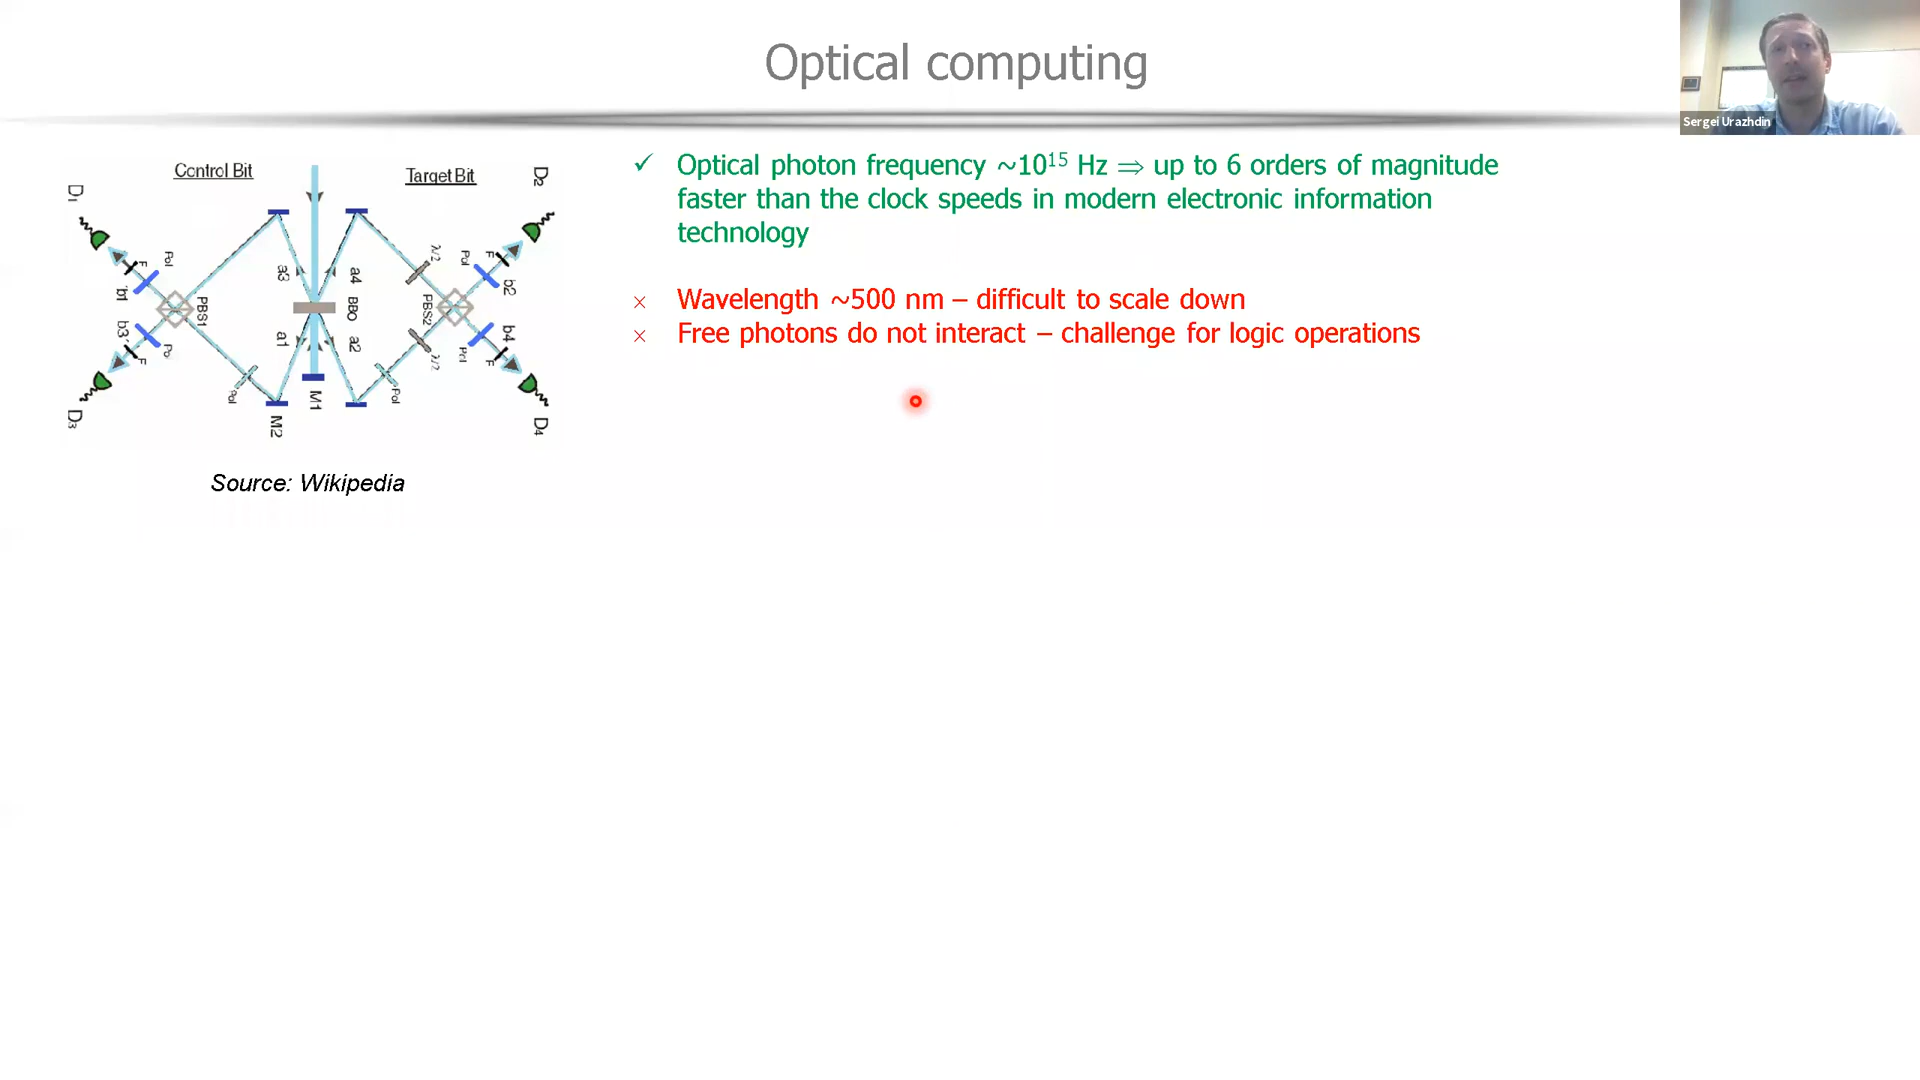 Optical computing
Sergei Urazhdin
✓ Optical photon frequency ~10¹⁵ Hz ⇒ up to 6 orders of magnitude
faster than the clock speeds in modern electronic information
technology
× Wavelength ~500 nm – difficult to scale down
× Free photons do not interact – challenge for logic operations
Control Bit
Target Bit
D₁
D₂
D₃
D₄
Pol
F
b1
PBS1
b3
F
Po
Pol
a3
a4
BBO
a1
a2
M1
M2
λ/2
Pol
F
b2
PBS2
b4
λ/2
Pol
F
Pol
Source: Wikipedia